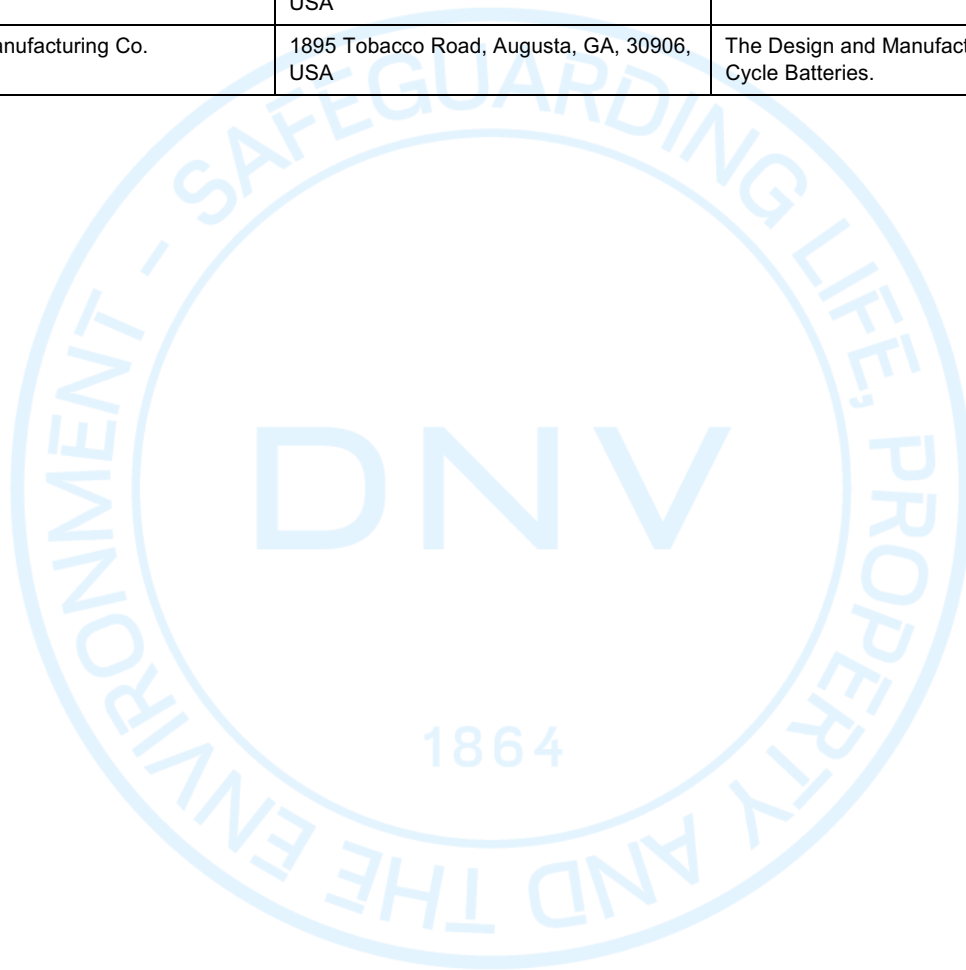 USA
anufacturing Co.
1895 Tobacco Road, Augusta, GA, 30906,
USA
The Design and Manufact
Cycle Batteries.
SAFEGUARDING LIFE, PROPERTY AND THE ENVIRONMENT -
DNV
1864